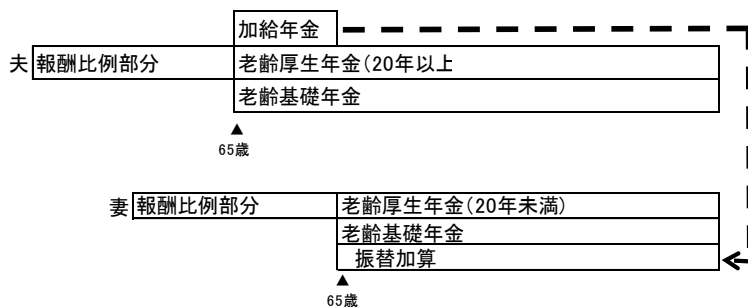 加給年金
夫 報酬比例部分 老齢厚生年金(20年以上
老齢基礎年金
▲
65歳
妻 報酬比例部分 老齢厚生年金(20年未満)
老齢基礎年金
振替加算
▲
65歳